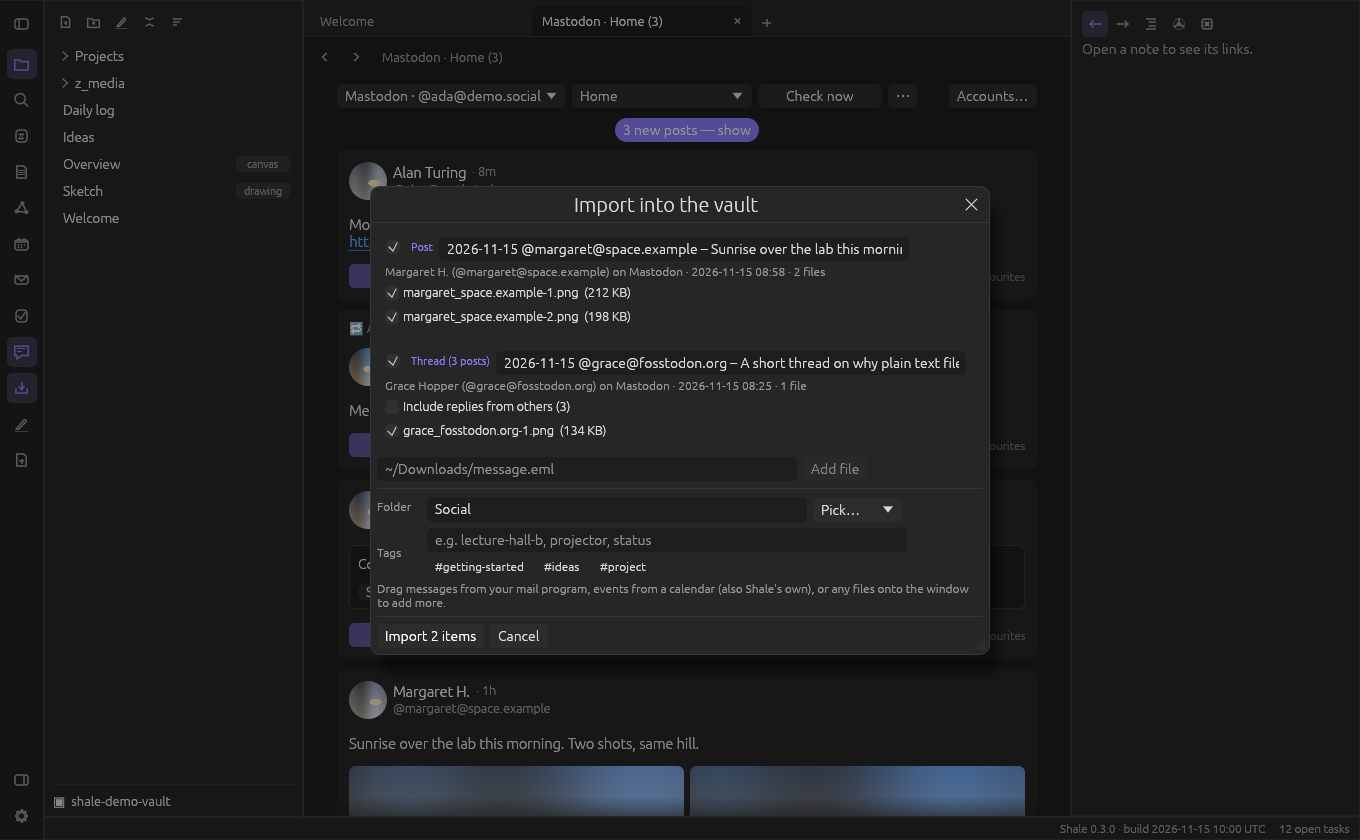 Welcome
Mastodon · Home (3)
Projects
z_media
Daily log
Ideas
Overview
canvas
Sketch
drawing
Welcome
shale-demo-vault
Mastodon · Home (3)
Mastodon · @ada@demo.social
Home
Check now
Accounts…
3 new posts — show
Alan Turing · 8m
Import into the vault
Post
2026-11-15 @margaret@space.example – Sunrise over the lab this mornin
Margaret H. (@margaret@space.example) on Mastodon · 2026-11-15 08:58 · 2 files
margaret_space.example-1.png (212 KB)
margaret_space.example-2.png (198 KB)
Thread (3 posts)
2026-11-15 @grace@fosstodon.org – A short thread on why plain text file
Grace Hopper (@grace@fosstodon.org) on Mastodon · 2026-11-15 08:25 · 1 file
Include replies from others (3)
grace_fosstodon.org-1.png (134 KB)
~/Downloads/message.eml
Add file
Folder
Social
Pick…
Tags
e.g. lecture-hall-b, projector, status
#getting-started
#ideas
#project
Drag messages from your mail program, events from a calendar (also Shale's own), or any files onto the window
to add more.
Import 2 items
Cancel
Margaret H. · 1h
@margaret@space.example
Sunrise over the lab this morning. Two shots, same hill.
Open a note to see its links.
Shale 0.3.0 · build 2026-11-15 10:00 UTC
12 open tasks